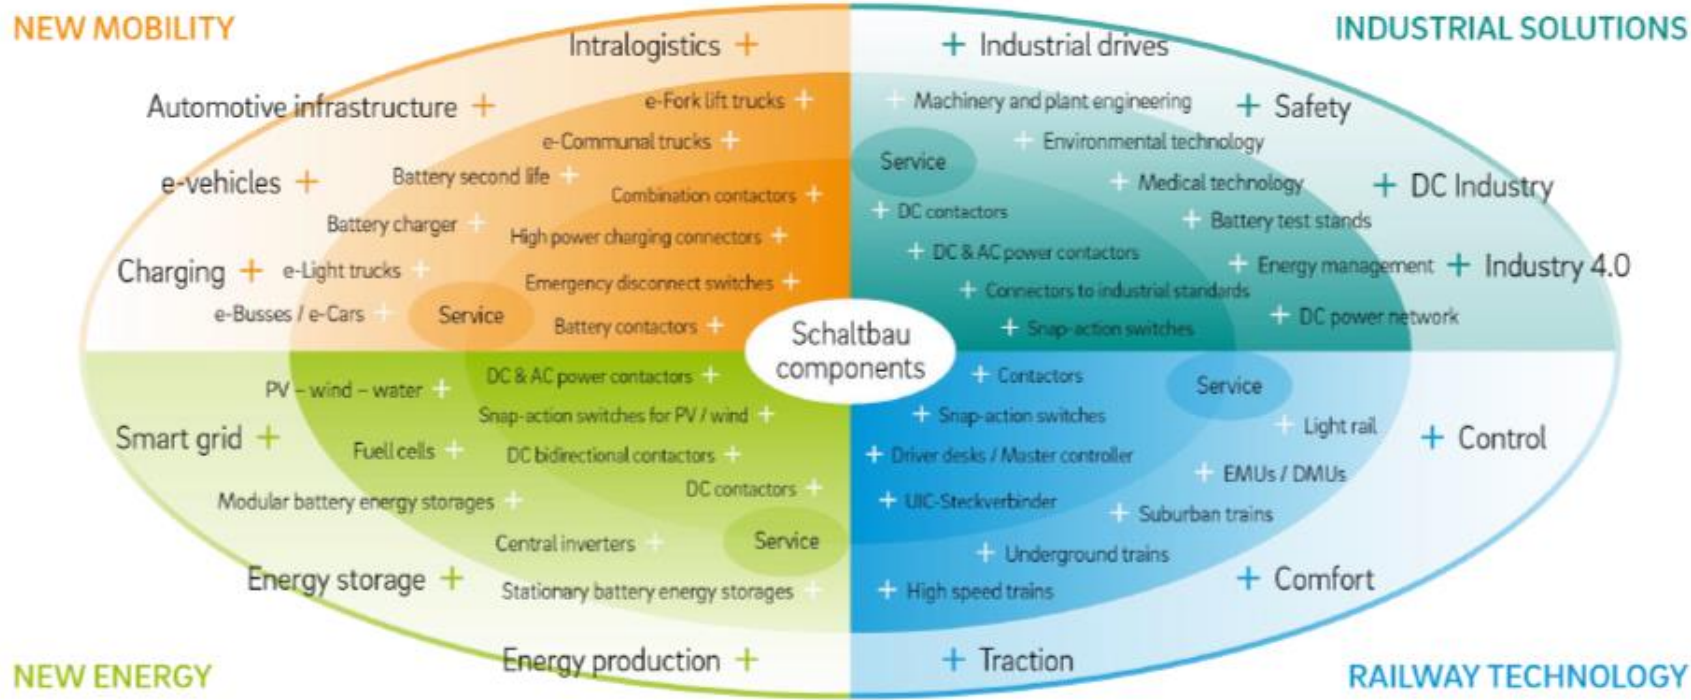 NEW MOBILITY
Intralogistics
Automotive infrastructure
e-Fork lift trucks
e-Communal trucks
e-vehicles
Battery second life
Combination contactors
Battery charger
High power charging connectors
Charging
e-Light trucks
Emergency disconnect switches
e-Busses / e-Cars
Service
Battery contactors
INDUSTRIAL SOLUTIONS
Industrial drives
Machinery and plant engineering
Safety
Environmental technology
Service
Medical technology
DC Industry
DC contactors
Battery test stands
DC & AC power contactors
Energy management
Industry 4.0
Connectors to industrial standards
DC power network
Snap-action switches
Schaltbau
components
PV – wind – water
DC & AC power contactors
Snap-action switches for PV / wind
Smart grid
Fuell cells
DC bidirectional contactors
DC contactors
Modular battery energy storages
Central inverters
Service
Energy storage
Stationary battery energy storages
Energy production
NEW ENERGY
Contactors
Service
Snap-action switches
Light rail
Control
Driver desks / Master controller
EMUs / DMUs
UIC-Steckverbinder
Suburban trains
Underground trains
Comfort
High speed trains
Traction
RAILWAY TECHNOLOGY